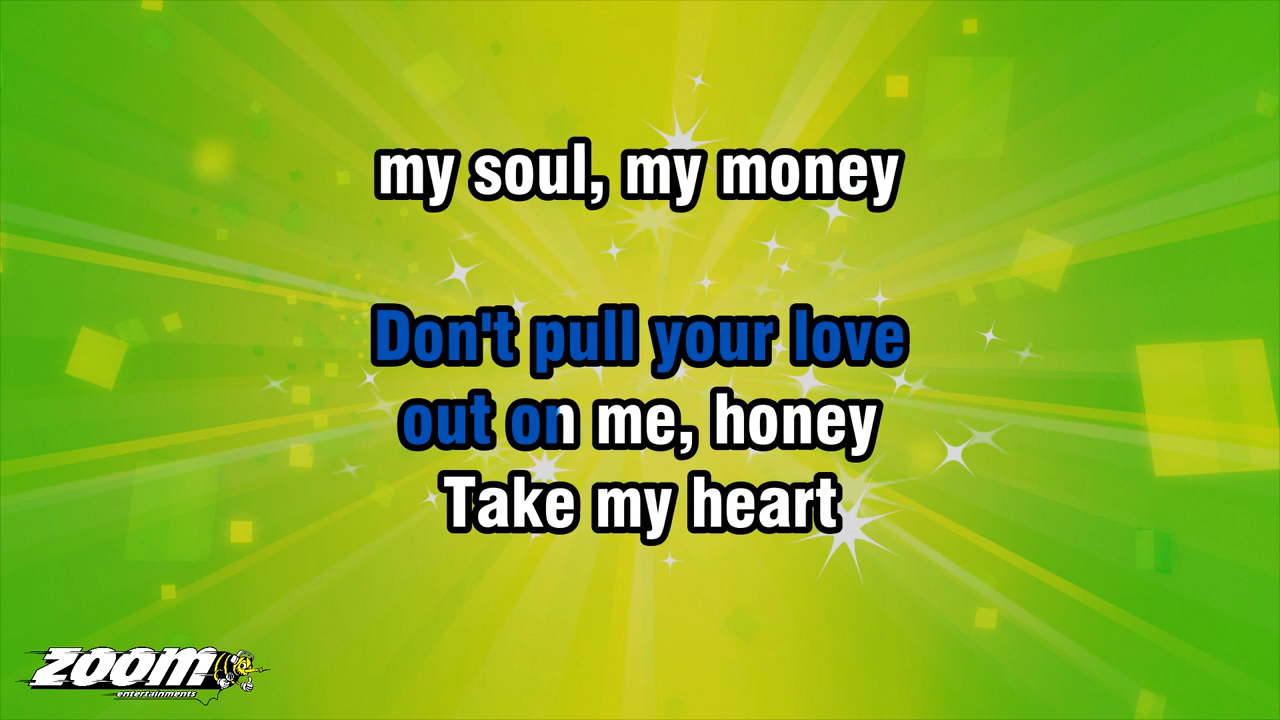 my soul, my money
Don't pull your love
out on me, honey
Take my heart
ZOOM
entertainments